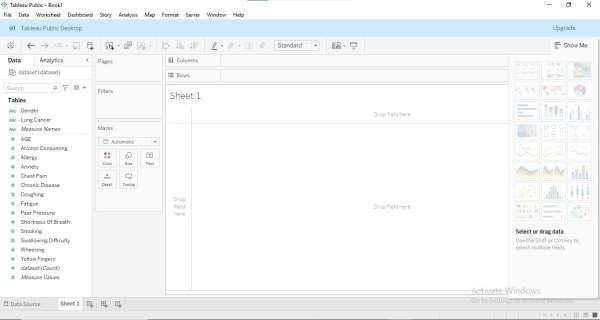 Tableau Public - Book1
File Data Worksheet Dashboard Story Analysis Map Format Server Window Help
Tableau Public Desktop Upgrade
Standard Show Me
Data Analytics Pages Columns
dataset (dataset) Rows
Search Filters Sheet 1
Tables
Abc Gender Drop field here
Abc Lung Cancer
Abc Measure Names Marks
AGE Automatic
Alcohol Consuming
Allergy Color Size Text
Anxiety
Chest Pain
Chronic Disease Detail Tooltip
Coughing
Fatigue Drop field here
Peer Pressure Drop field here
Shortness Of Breath
Smoking
Swallowing Difficulty
Wheezing
Yellow Fingers
dataset (Count)
Measure Values
Select or drag data
Use the Shift or Ctrl key to
select multiple fields
Activate Windows
Go to Settings to activate Windows.
Data Source Sheet 1